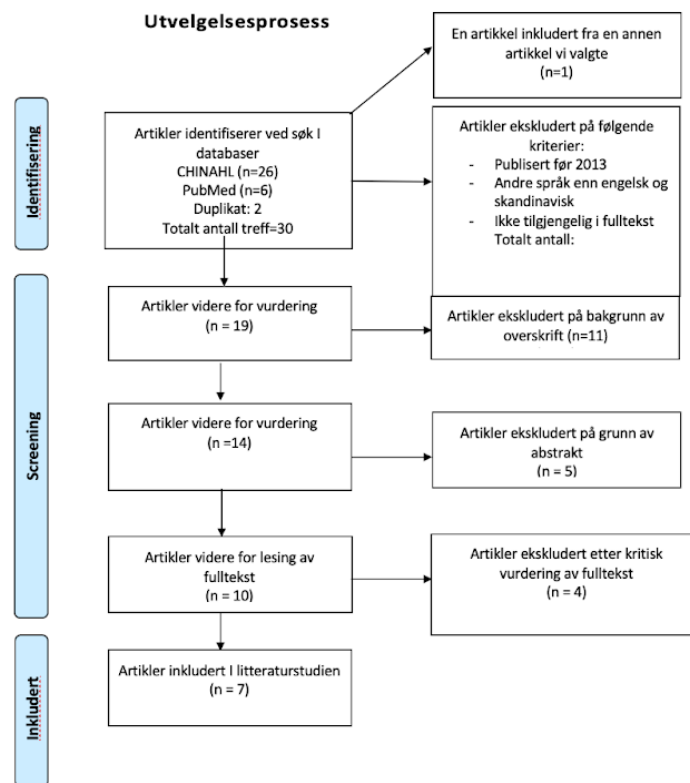 Utvelgelsesprosess
En artikkel inkludert fra en annen
artikkel vi valgte
(n=1)
Identifisering
Artikler identifiserer ved søk I
databaser
CHINAHL (n=26)
PubMed (n=6)
Duplikat: 2
Totalt antall treff=30
Artikler ekskludert på følgende
kriterier:
- Publisert før 2013
- Andre språk enn engelsk og
skandinavisk
- Ikke tilgjengelig i fulltekst
Totalt antall:
Screening
Artikler videre for vurdering
(n = 19)
Artikler ekskludert på bakgrunn av
overskrift (n=11)
Artikler videre for vurdering
(n =14)
Artikler ekskludert på grunn av
abstrakt
(n = 5)
Artikler videre for lesing av
fulltekst
(n = 10)
Artikler ekskludert etter kritisk
vurdering av fulltekst
(n = 4)
Inkludert
Artikler inkludert I litteraturstudien
(n = 7)